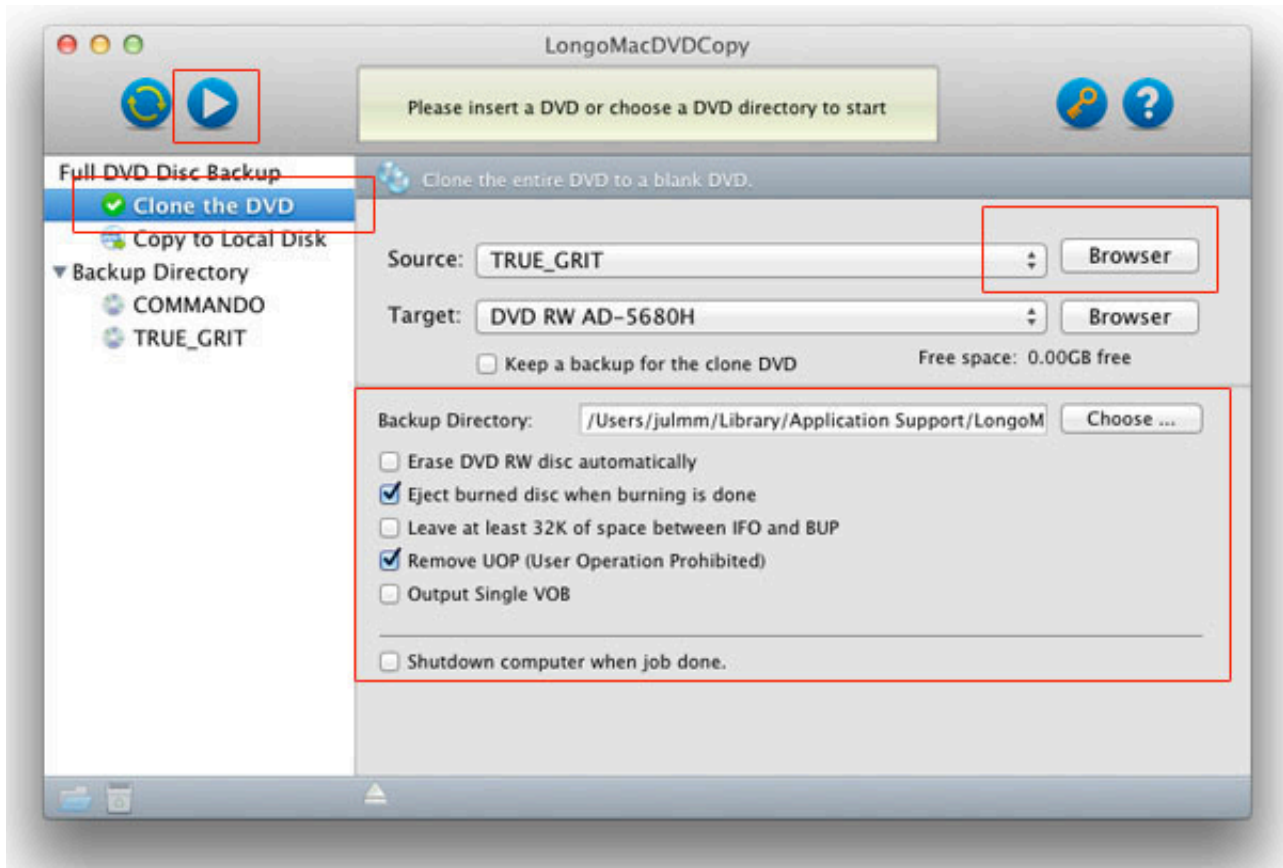 LongoMacDVDCopy
Please insert a DVD or choose a DVD directory to start
Full DVD Disc Backup
Clone the DVD
Copy to Local Disk
Backup Directory
COMMANDO
TRUE_GRIT
Clone the entire DVD to a blank DVD.
Source: TRUE_GRIT Browser
Target: DVD RW AD-5680H Browser
Keep a backup for the clone DVD Free space: 0.00GB free
Backup Directory: /Users/julmm/Library/Application Support/LongoM Choose ...
Erase DVD RW disc automatically
Eject burned disc when burning is done
Leave at least 32K of space between IFO and BUP
Remove UOP (User Operation Prohibited)
Output Single VOB
Shutdown computer when job done.